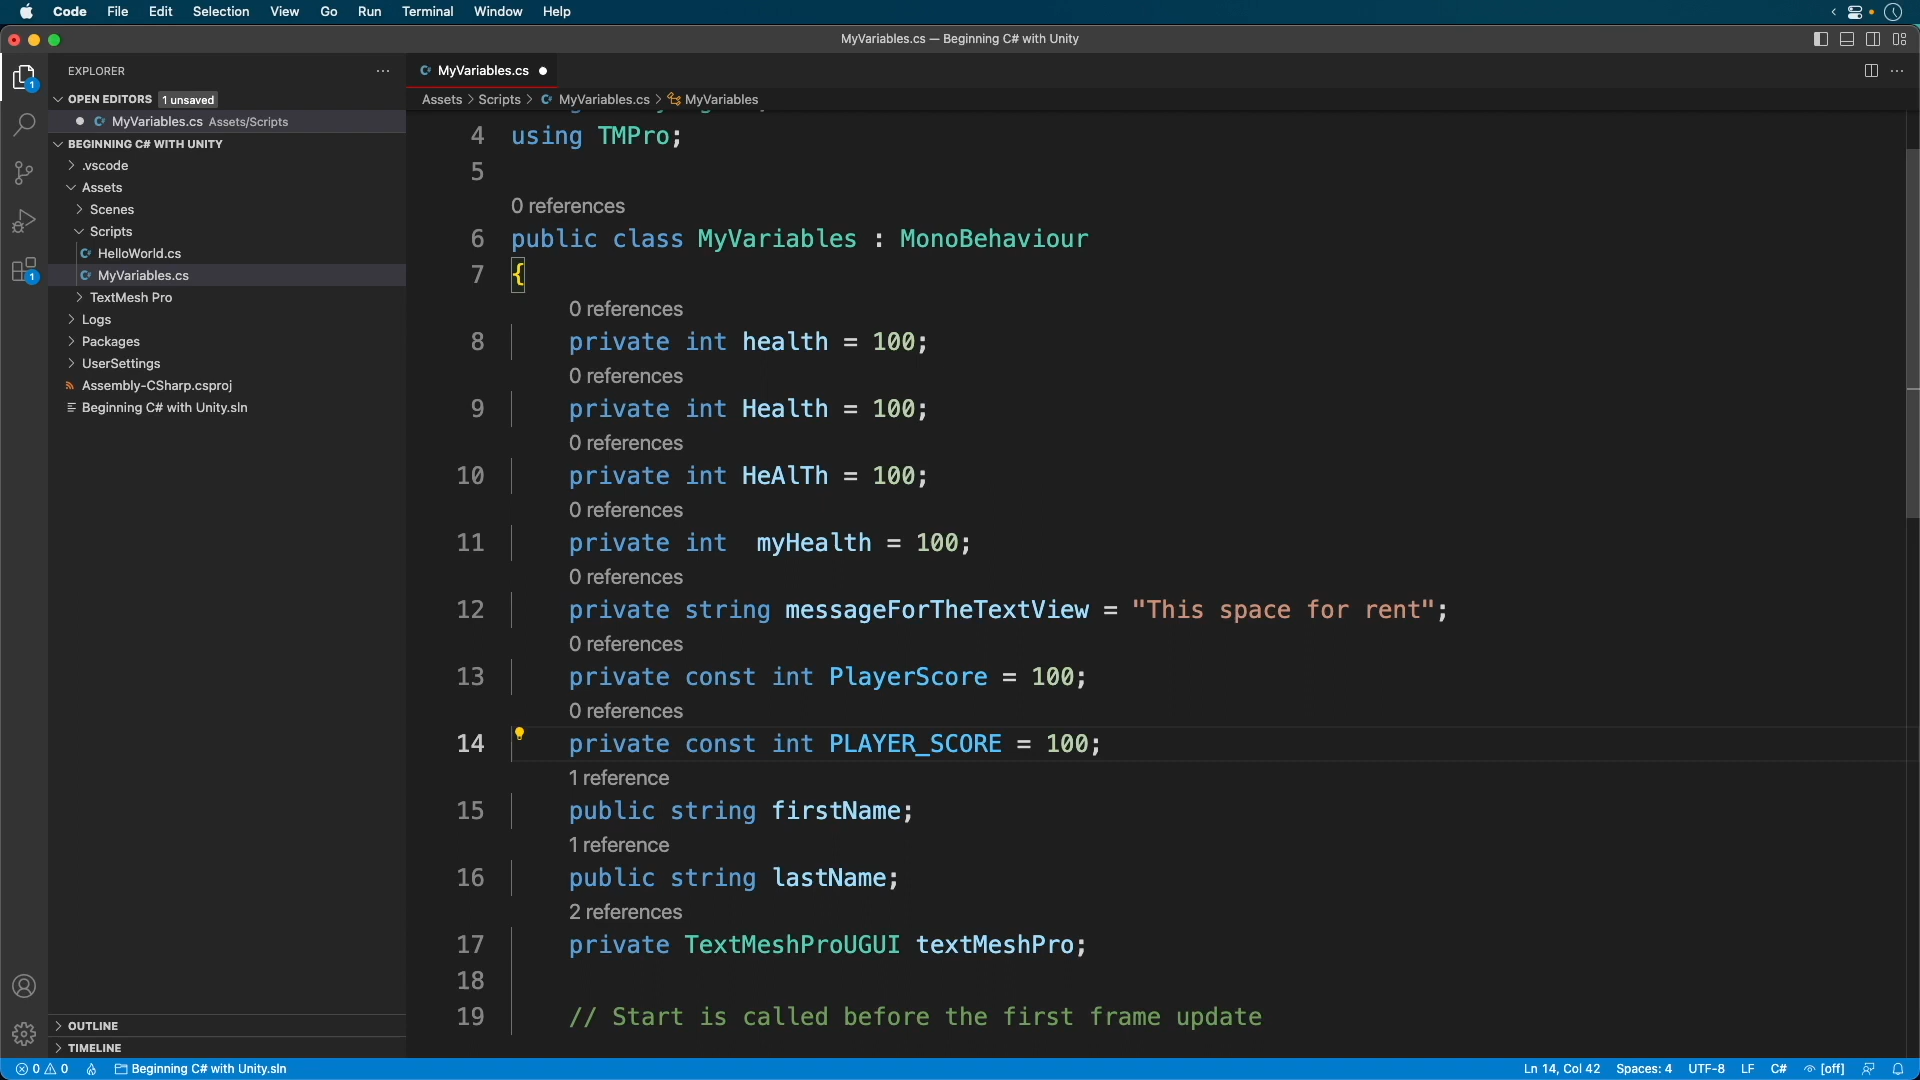 Code File Edit Selection View Go Run Terminal Window Help
MyVariables.cs — Beginning C# with Unity
EXPLORER
OPEN EDITORS 1 unsaved
MyVariables.cs Assets/Scripts
BEGINNING C# WITH UNITY
.vscode
Assets
Scenes
Scripts
HelloWorld.cs
MyVariables.cs
TextMesh Pro
Logs
Packages
UserSettings
Assembly-CSharp.csproj
Beginning C# with Unity.sln
OUTLINE
TIMELINE
MyVariables.cs
Assets > Scripts > MyVariables.cs > MyVariables
4 using TMPro;
5
0 references
6 public class MyVariables : MonoBehaviour
7 {
0 references
8 private int health = 100;
0 references
9 private int Health = 100;
0 references
10 private int HeAlTh = 100;
0 references
11 private int  myHealth = 100;
0 references
12 private string messageForTheTextView = "This space for rent";
0 references
13 private const int PlayerScore = 100;
0 references
14 private const int PLAYER_SCORE = 100;
1 reference
15 public string firstName;
1 reference
16 public string lastName;
2 references
17 private TextMeshProUGUI textMeshPro;
18
19 // Start is called before the first frame update
0 0 Beginning C# with Unity.sln Ln 14, Col 42 Spaces: 4 UTF-8 LF C# [off]